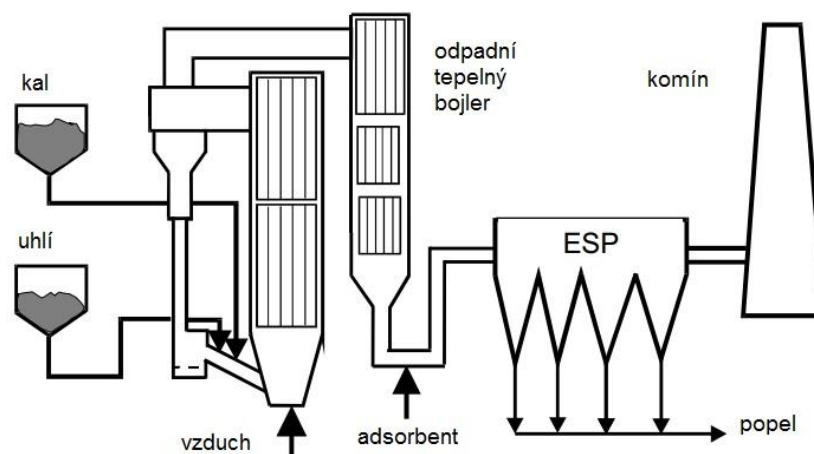 kal
uhlí
vzduch
adsorbent
odpadní
tepelný
bojler
ESP
komín
popel